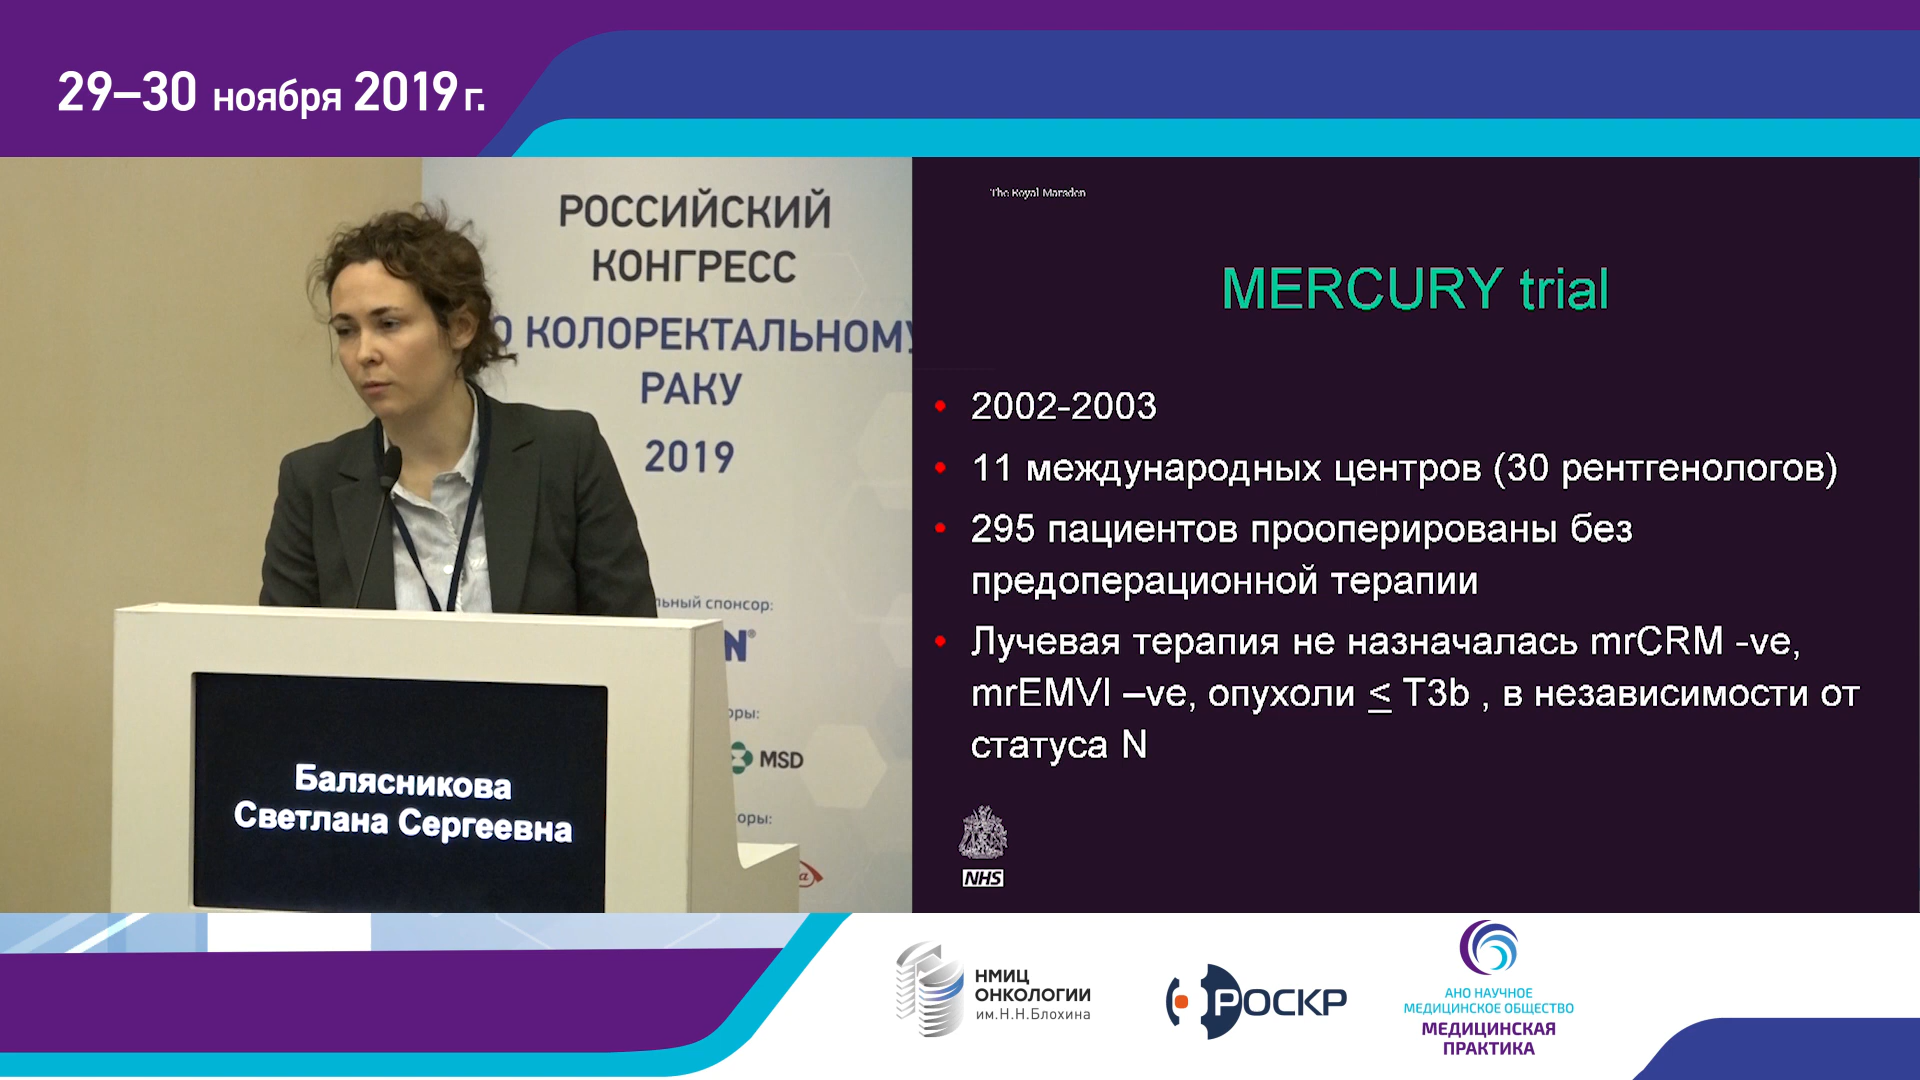 29–30 ноября 2019 г.
РОССИЙСКИЙ
КОНГРЕСС
О КОЛОРЕКТАЛЬНОМУ
РАКУ
2019
льный спонсор:
N®
оры:
MSD
оры:
Балясникова
Светлана Сергеевна
The Royal Marsden
MERCURY trial
• 2002-2003
• 11 международных центров (30 рентгенологов)
• 295 пациентов прооперированы без
предоперационной терапии
• Лучевая терапия не назначалась mrCRM -ve,
mrEMVI –ve, опухоли ≤ T3b , в независимости от
статуса N
NHS
НМИЦ
ОНКОЛОГИИ
им.Н.Н.Блохина
РОСКР
АНО НАУЧНОЕ
МЕДИЦИНСКОЕ ОБЩЕСТВО
МЕДИЦИНСКАЯ
ПРАКТИКА